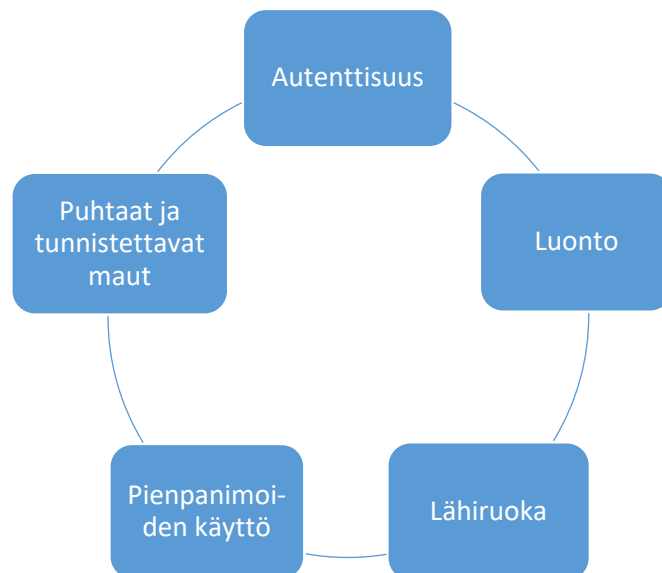 Autenttisuus
Luonto
Lähiruoka
Pienpanimoi-
den käyttö
Puhtaat ja
tunnistettavat
maut